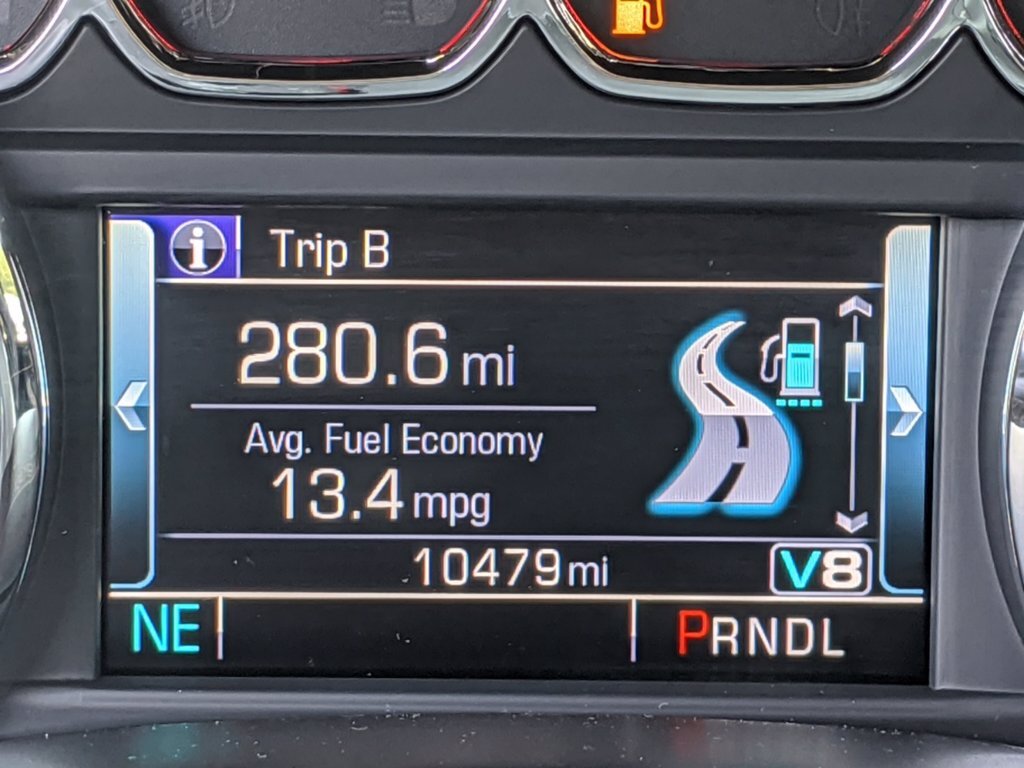 i Trip B
280.6 mi
Avg. Fuel Economy
13.4 mpg
10479 mi V8
NE PRNDL